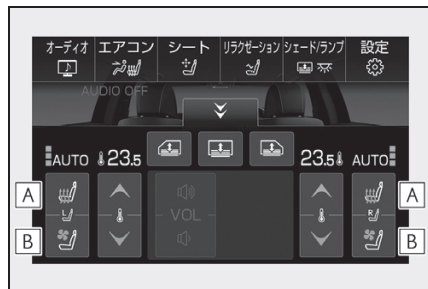 オーディオ エアコン シート リラクゼーション シェード/ランプ 設定
AUDIO OFF
AUTO 23.5 23.5 AUTO
A A
L R
VOL
B B